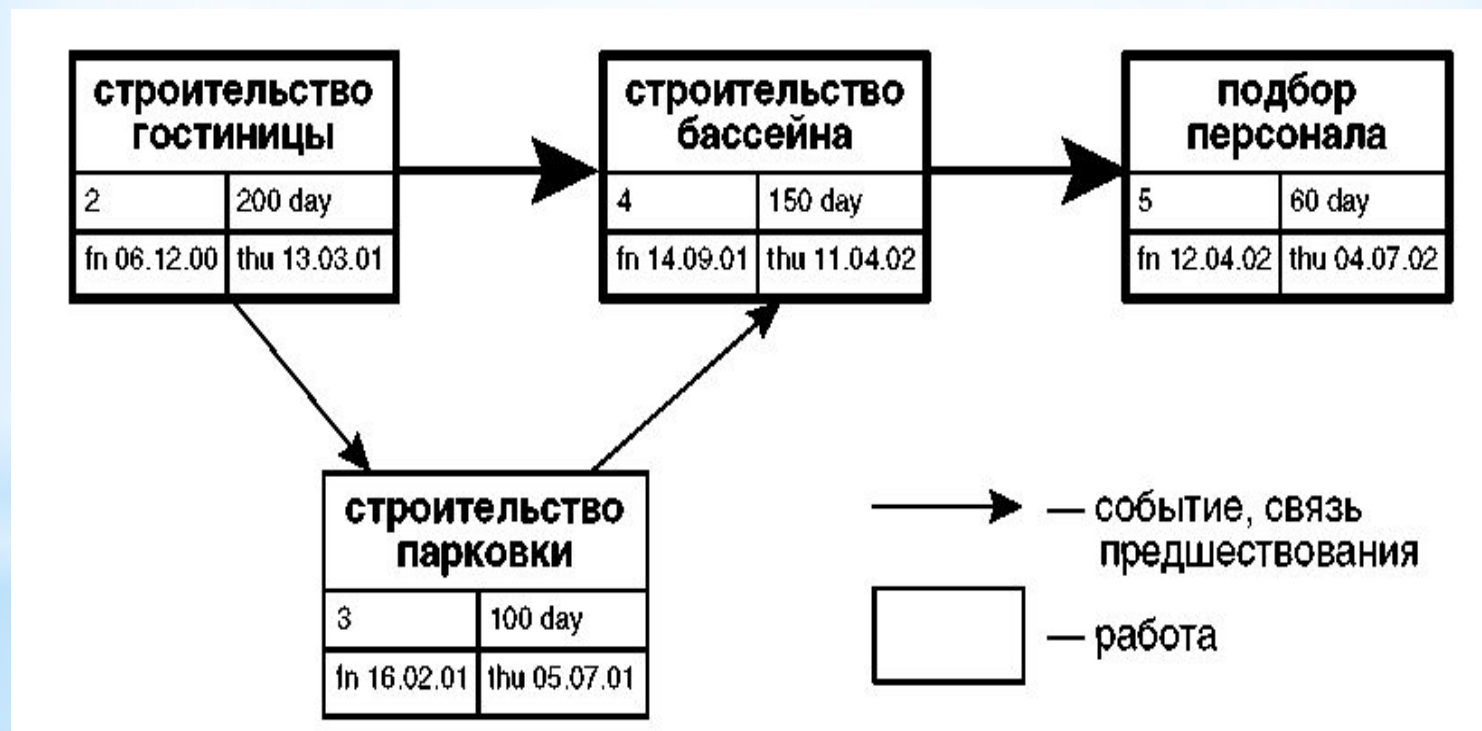 строительство
гостиницы
2 200 day
fn 06.12.00 thu 13.03.01
строительство
бассейна
4 150 day
fn 14.09.01 thu 11.04.02
подбор
персонала
5 60 day
fn 12.04.02 thu 04.07.02
строительство
парковки
3 100 day
fn 16.02.01 thu 05.07.01
— событие, связь
предшествования
— работа